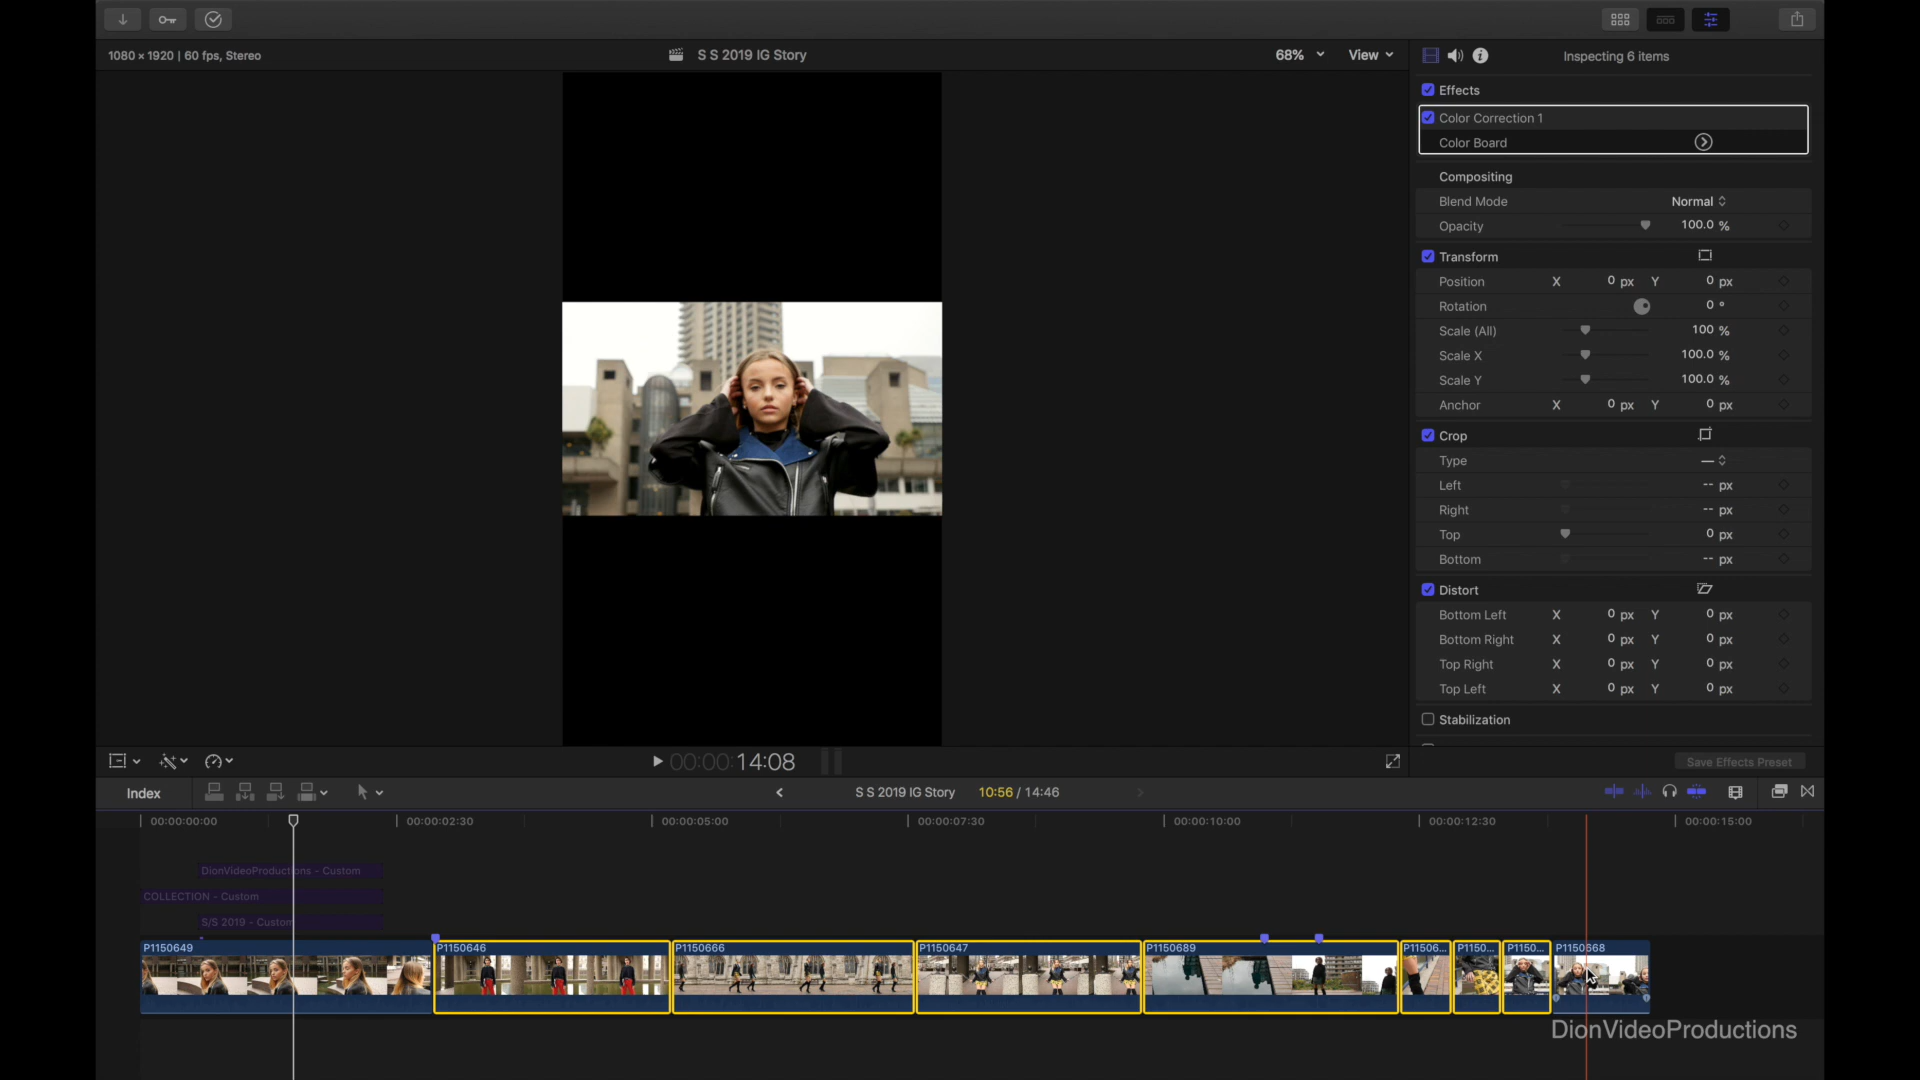 1080 × 1920 | 60 fps, Stereo
S S 2019 IG Story
68%
View
Inspecting 6 items
Effects
Color Correction 1
Color Board
Compositing
Blend Mode Normal
Opacity 100.0 %
Transform
Position X 0 px Y 0 px
Rotation 0 °
Scale (All) 100 %
Scale X 100.0 %
Scale Y 100.0 %
Anchor X 0 px Y 0 px
Crop
Type —
Left -- px
Right -- px
Top 0 px
Bottom -- px
Distort
Bottom Left X 0 px Y 0 px
Bottom Right X 0 px Y 0 px
Top Right X 0 px Y 0 px
Top Left X 0 px Y 0 px
Stabilization
00:00:00:14:08
Save Effects Preset
Index
S S 2019 IG Story 10:56 / 14:46
00:00:00:00 00:00:02:30 00:00:05:00 00:00:07:30 00:00:10:00 00:00:12:30 00:00:15:00
DionVideoProductions - Custom
COLLECTION - Custom
S/S 2019 - Custom
P1150649 P1150646 P1150666 P1150647 P1150689 P11506... P1150... P1150... P1150668
DionVideoProductions